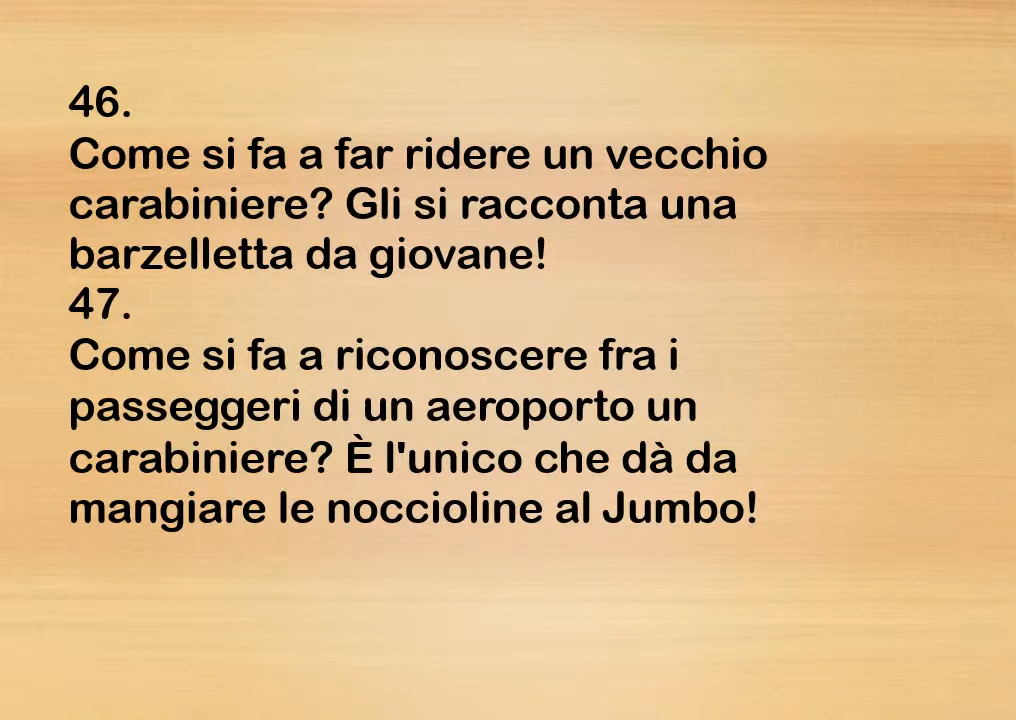 46.
Come si fa a far ridere un vecchio
carabiniere? Gli si racconta una
barzelletta da giovane!
47.
Come si fa a riconoscere fra i
passeggeri di un aeroporto un
carabiniere? È l'unico che dà da
mangiare le noccioline al Jumbo!